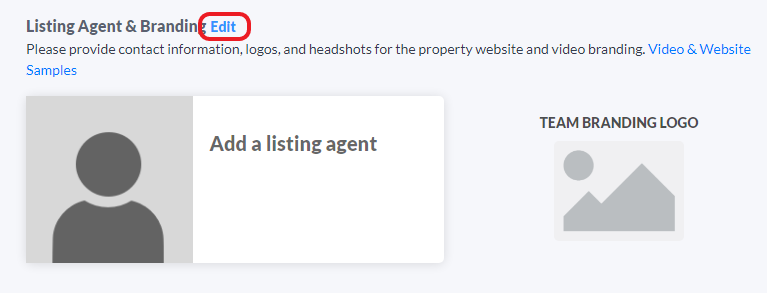 Listing Agent & Branding Edit
Please provide contact information, logos, and headshots for the property website and video branding. Video & Website
Samples
Add a listing agent
TEAM BRANDING LOGO